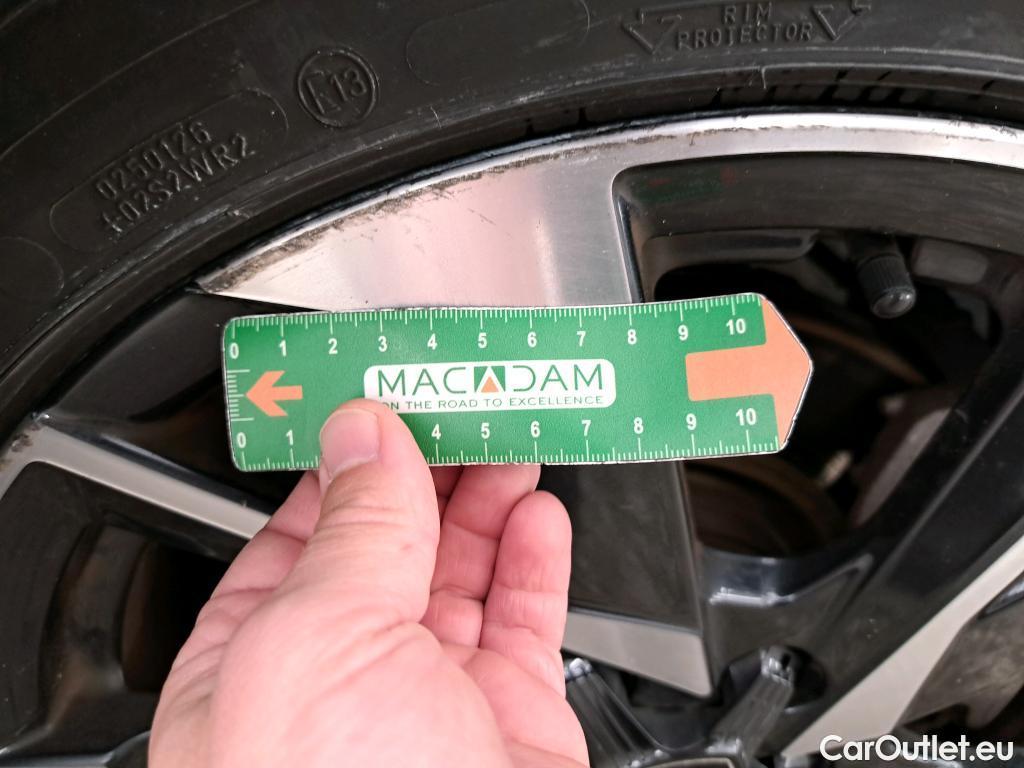 RIM
PROTECTOR
E13
0250126
+02S2WR2
0 1 2 3 4 5 6 7 8 9 10
MACADAM
ON THE ROAD TO EXCELLENCE
0 1 4 5 6 7 8 9 10
CarOutlet.eu